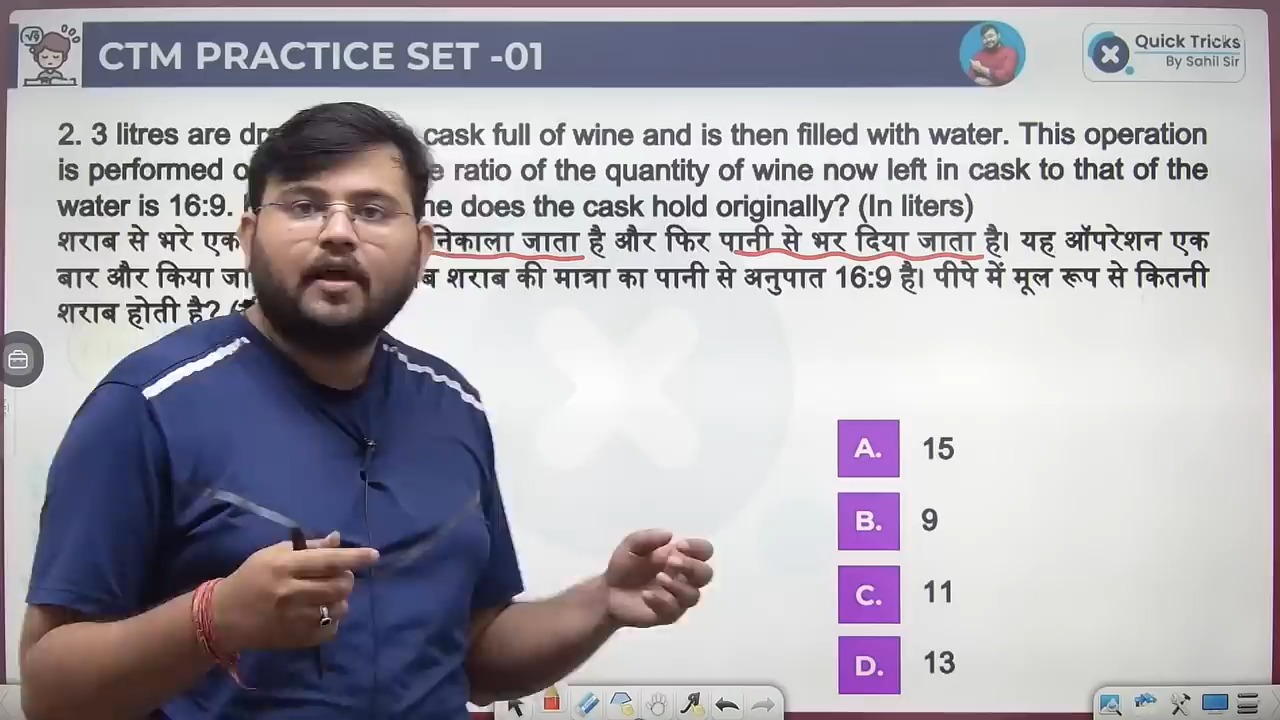 CTM PRACTICE SET -01
Quick Tricks
By Sahil Sir
2. 3 litres are cask full of wine and is then filled with water. This operation
is performed ratio of the quantity of wine now left in cask to that of the
water is 16:9. does the cask hold originally? (In liters)
शराब से भरे एक निकाला जाता है और फिर पानी से भर दिया जाता है। यह ऑपरेशन एक
बार और किया शराब की मात्रा का पानी से अनुपात 16:9 है। पीपे में मूल रूप से कितनी
शराब होती है?
A. 15
B. 9
C. 11
D. 13